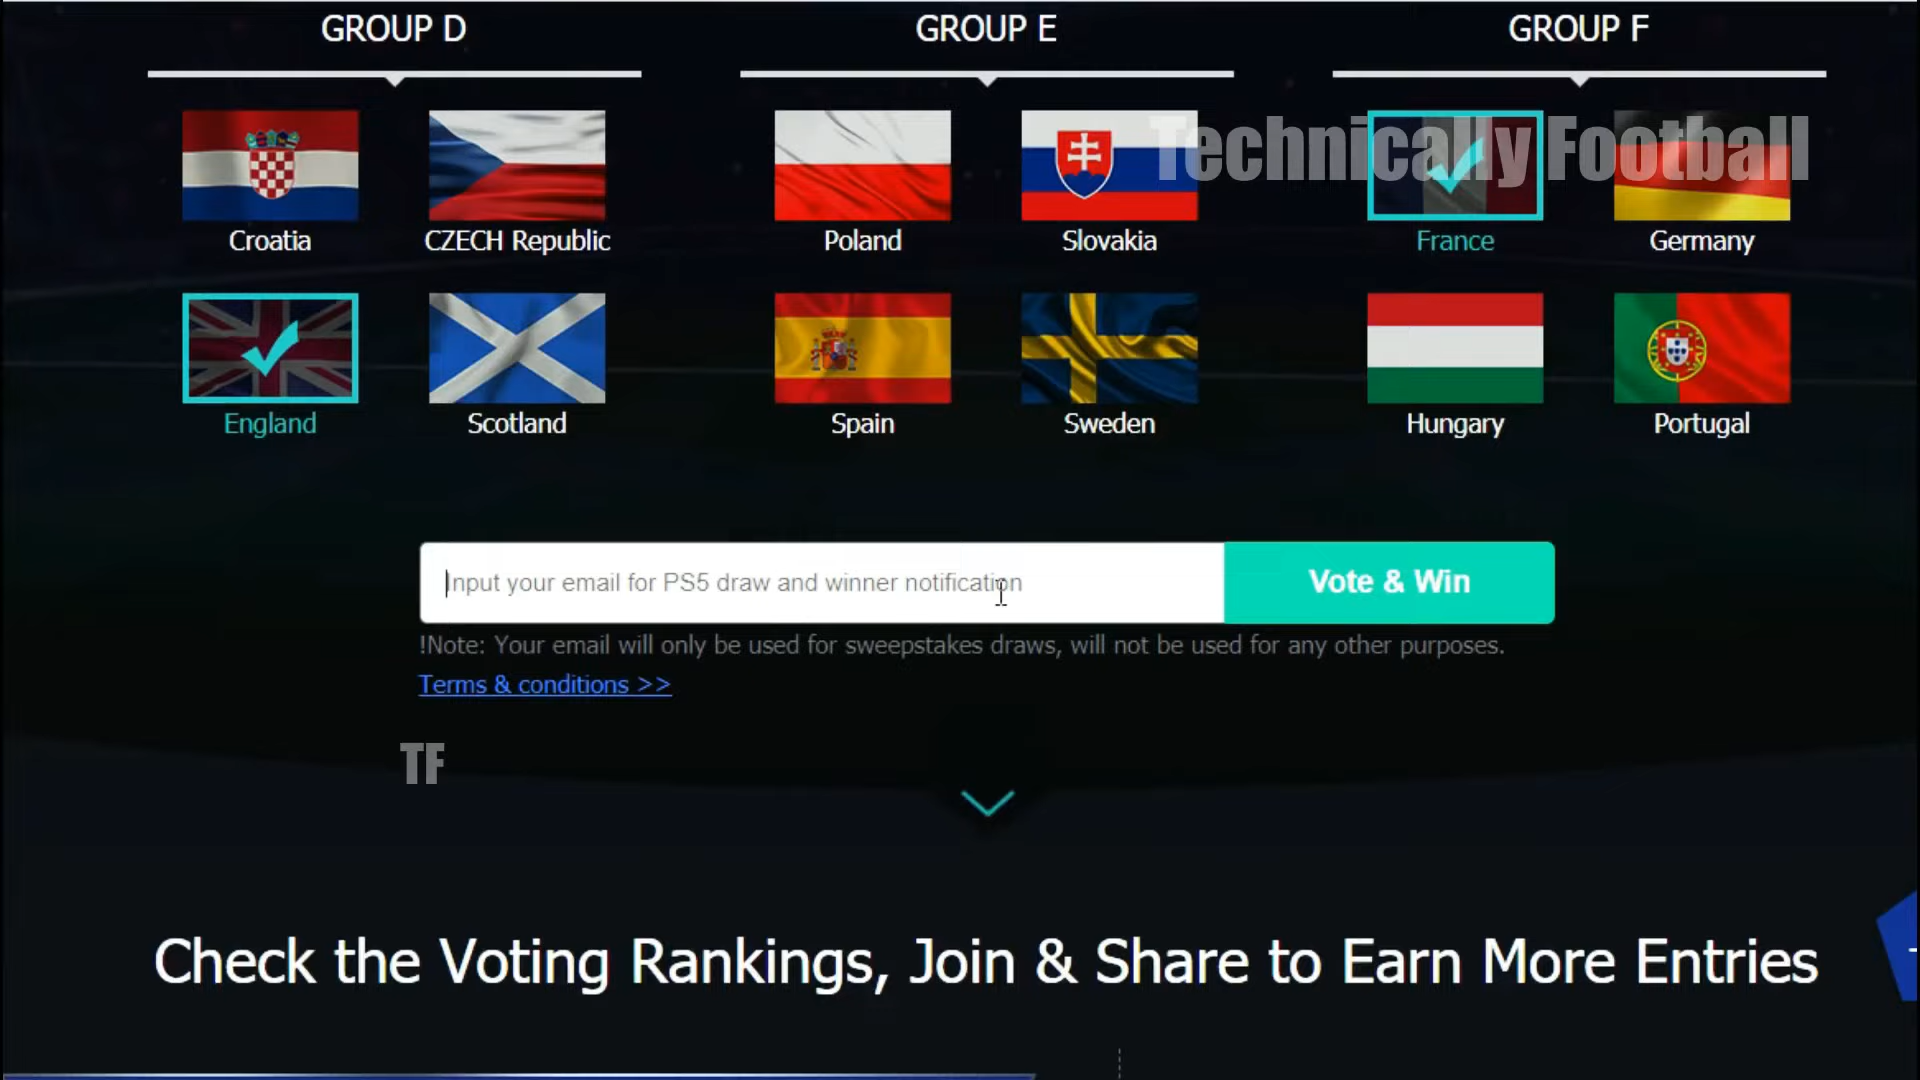 GROUP D
GROUP E
GROUP F
Technically Football
Croatia
CZECH Republic
Poland
Slovakia
France
Germany
England
Scotland
Spain
Sweden
Hungary
Portugal
Input your email for PS5 draw and winner notification
Vote & Win
!Note: Your email will only be used for sweepstakes draws, will not be used for any other purposes.
Terms & conditions >>
TF
Check the Voting Rankings, Join & Share to Earn More Entries